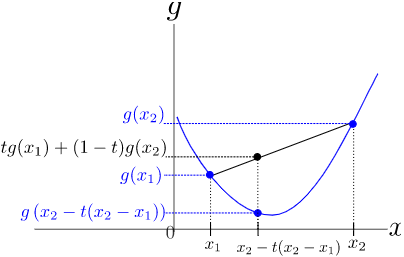 g
g(x₂)
tg(x₁) + (1 − t)g(x₂)
g(x₁)
g (x₂ − t(x₂ − x₁))
0
x₁
x₂ − t(x₂ − x₁)
x₂
x